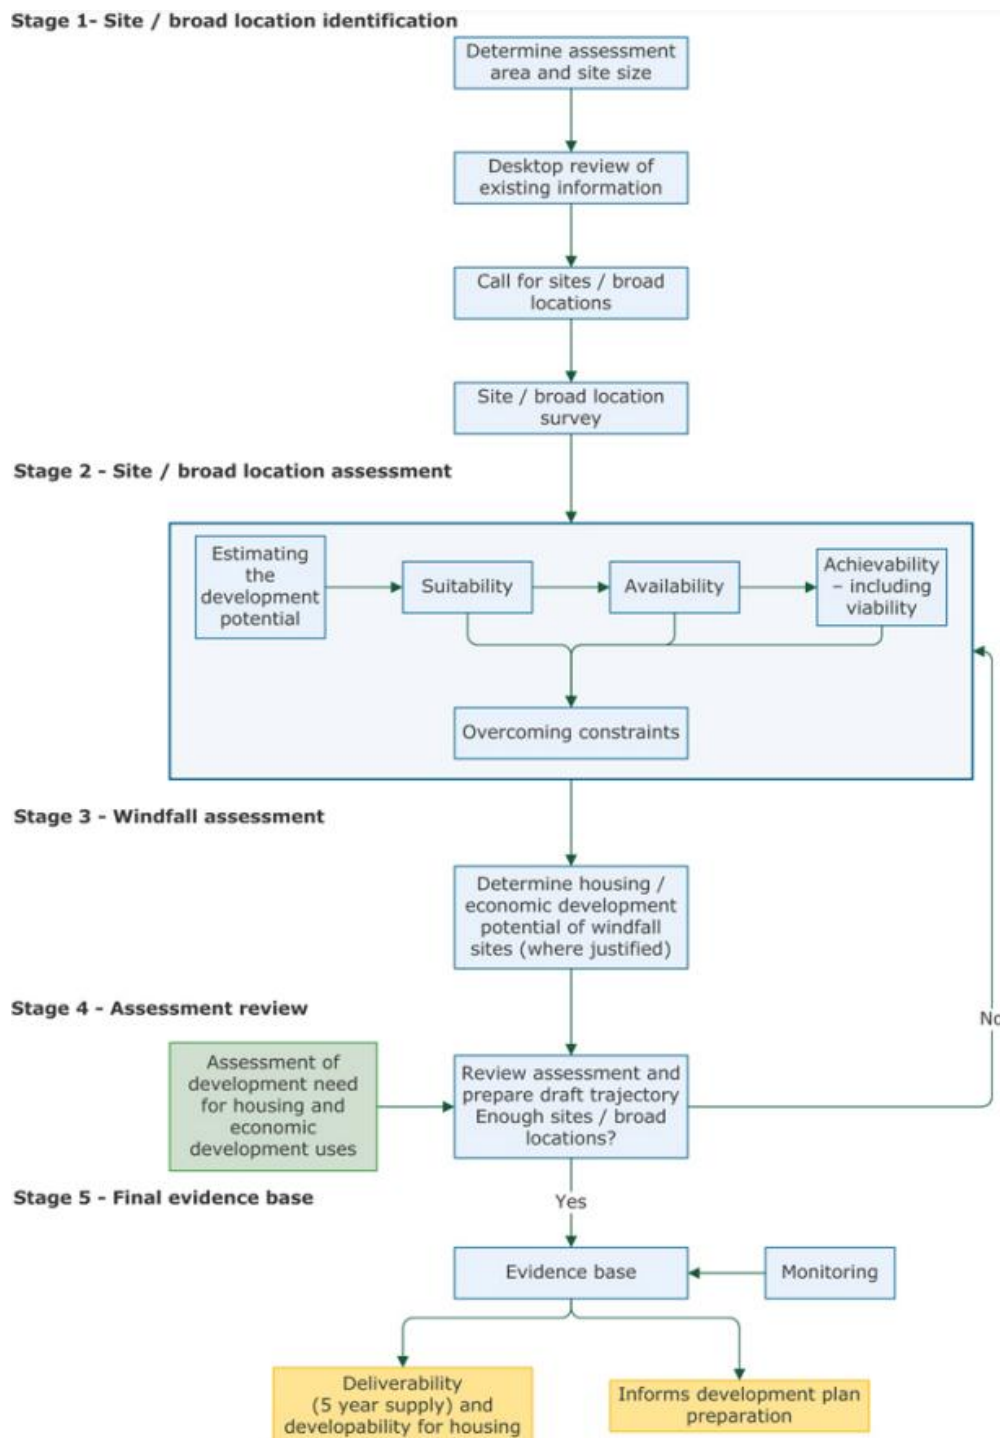 Stage 1- Site / broad location identification
Determine assessment
area and site size
Desktop review of
existing information
Call for sites / broad
locations
Site / broad location
survey
Stage 2 - Site / broad location assessment
Estimating
the
development
potential
Suitability
Availability
Achievability
– including
viability
Overcoming constraints
Stage 3 - Windfall assessment
Determine housing /
economic development
potential of windfall
sites (where justified)
Stage 4 - Assessment review
No
Assessment of
development need
for housing and
economic
development uses
Review assessment and
prepare draft trajectory
Enough sites / broad
locations?
Stage 5 - Final evidence base
Yes
Evidence base
Monitoring
Deliverability
(5 year supply) and
developability for housing
Informs development plan
preparation